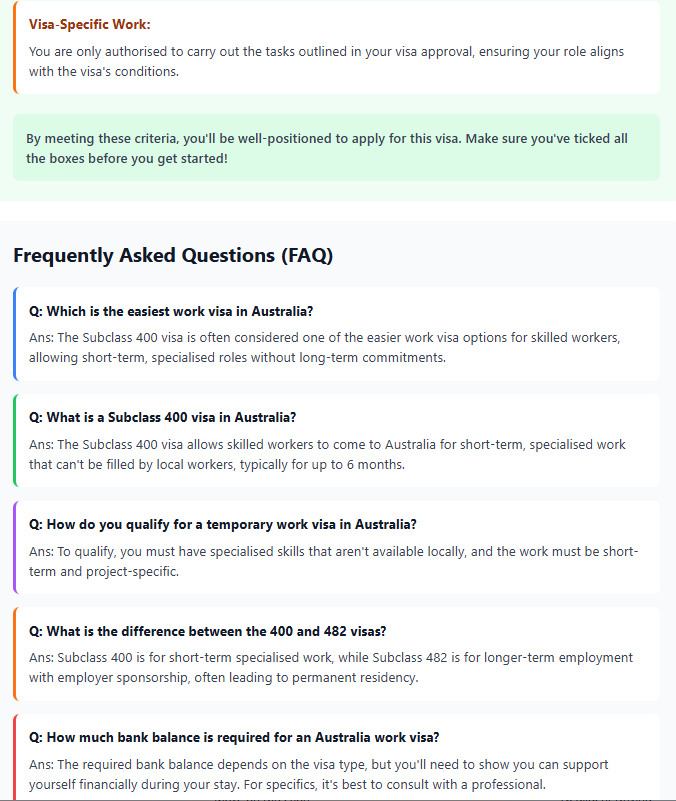 Visa-Specific Work:
You are only authorised to carry out the tasks outlined in your visa approval, ensuring your role aligns
with the visa's conditions.
By meeting these criteria, you'll be well-positioned to apply for this visa. Make sure you've ticked all
the boxes before you get started!
Frequently Asked Questions (FAQ)
Q: Which is the easiest work visa in Australia?
Ans: The Subclass 400 visa is often considered one of the easier work visa options for skilled workers,
allowing short-term, specialised roles without long-term commitments.
Q: What is a Subclass 400 visa in Australia?
Ans: The Subclass 400 visa allows skilled workers to come to Australia for short-term, specialised work
that can't be filled by local workers, typically for up to 6 months.
Q: How do you qualify for a temporary work visa in Australia?
Ans: To qualify, you must have specialised skills that aren't available locally, and the work must be short-
term and project-specific.
Q: What is the difference between the 400 and 482 visas?
Ans: Subclass 400 is for short-term specialised work, while Subclass 482 is for longer-term employment
with employer sponsorship, often leading to permanent residency.
Q: How much bank balance is required for an Australia work visa?
Ans: The required bank balance depends on the visa type, but you'll need to show you can support
yourself financially during your stay. For specifics, it's best to consult with a professional.